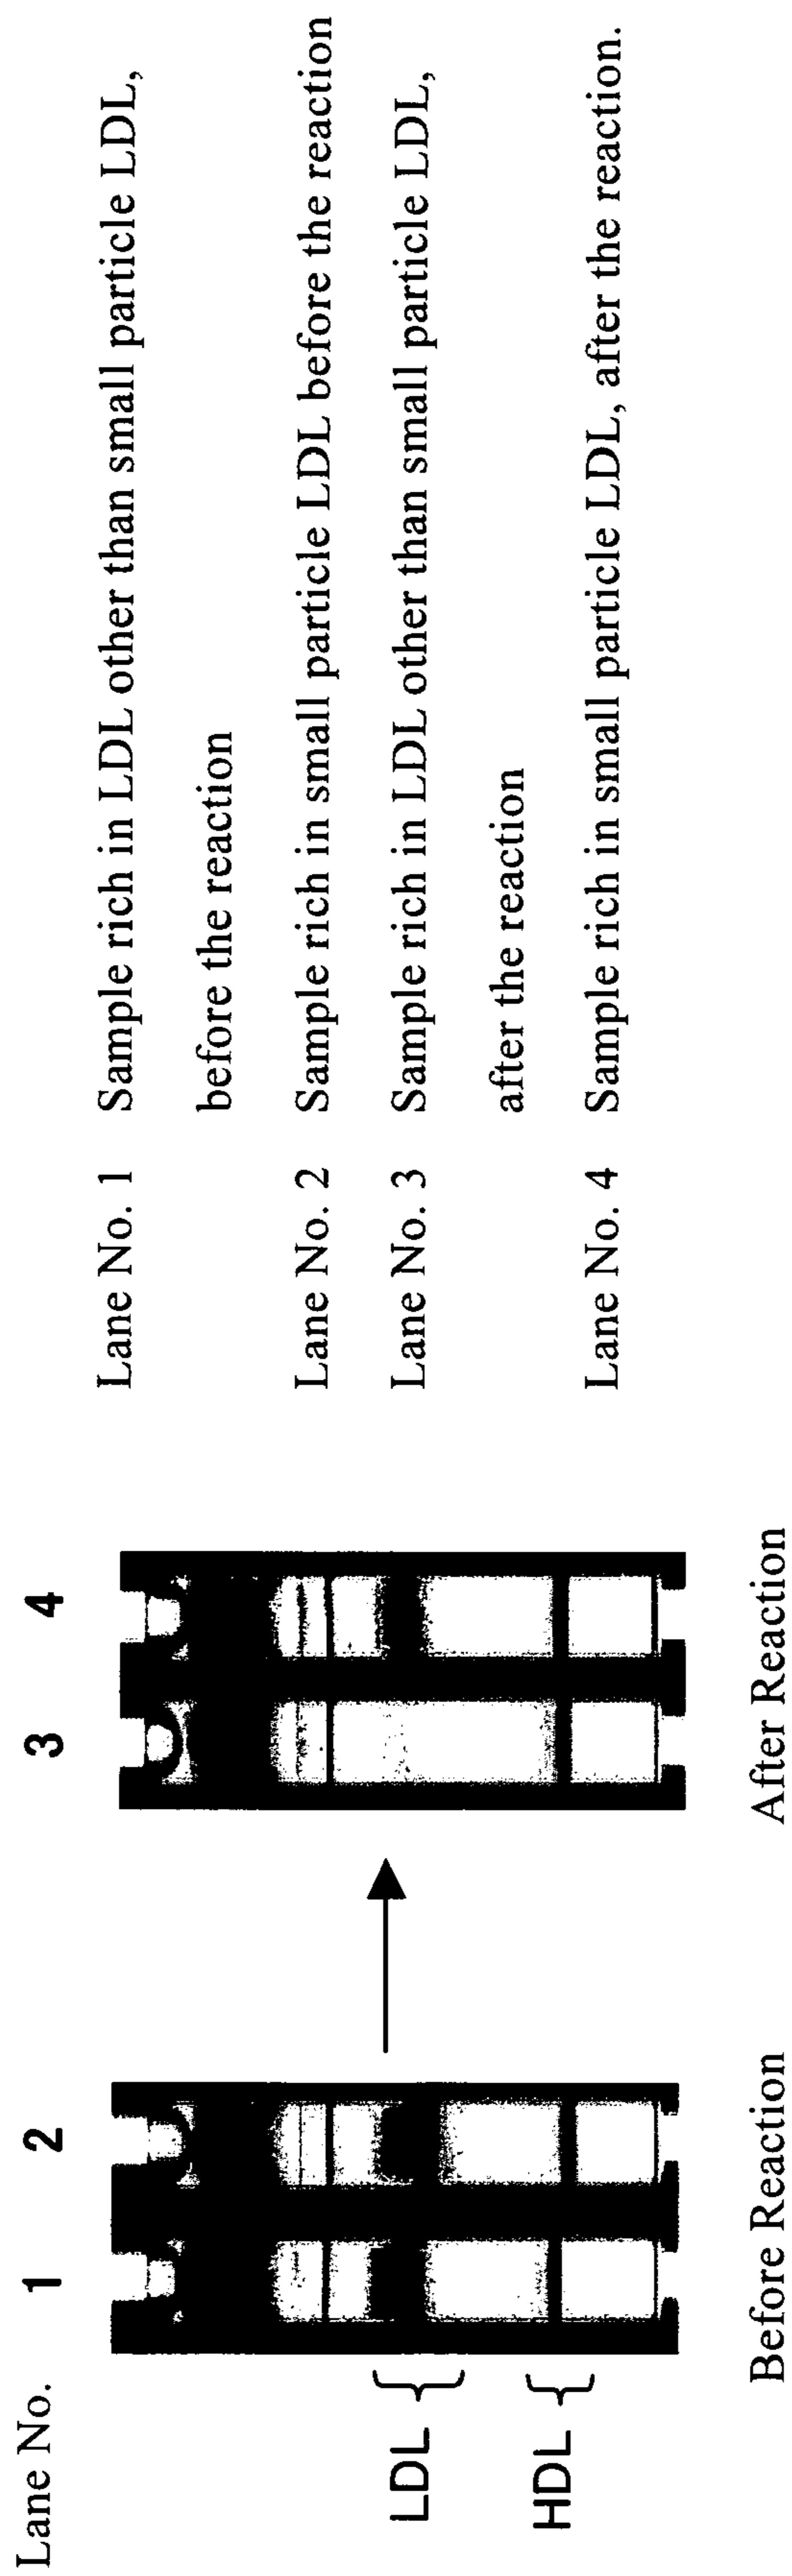 Lane No. 1 2 3 4
LDL
HDL
Before Reaction
After Reaction
Lane No. 1 Sample rich in LDL other than small particle LDL,
before the reaction
Lane No. 2 Sample rich in small particle LDL before the reaction
Lane No. 3 Sample rich in LDL other than small particle LDL,
after the reaction
Lane No. 4 Sample rich in small particle LDL, after the reaction.